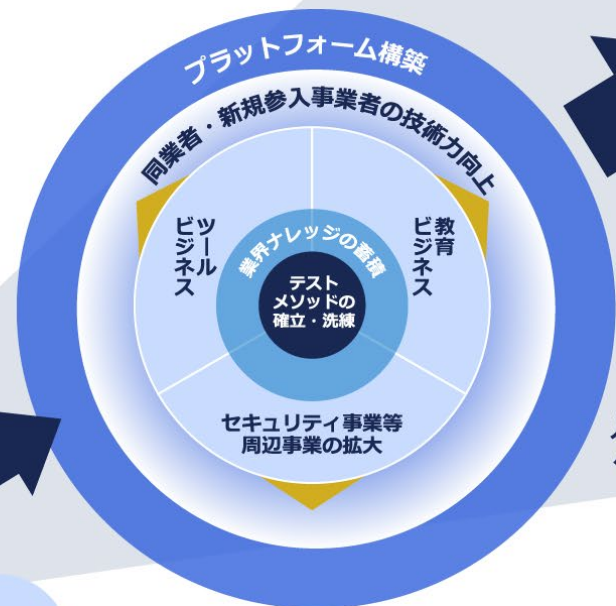 プラットフォーム構築
同業者・新規参入事業者の技術力向上
ツール
ビジネス
業界ナレッジの蓄積
教育
ビジネス
テスト
メソッドの
確立・洗練
セキュリティ事業等
周辺事業の拡大